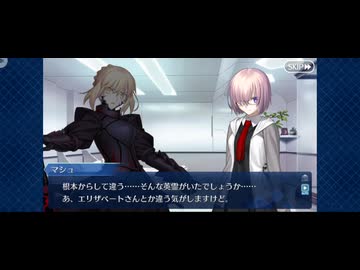 SKIP
マシュ
根本からして違う……そんな英霊がいたでしょうか……
あ、エリザベートさんとか違う気がしますけど。